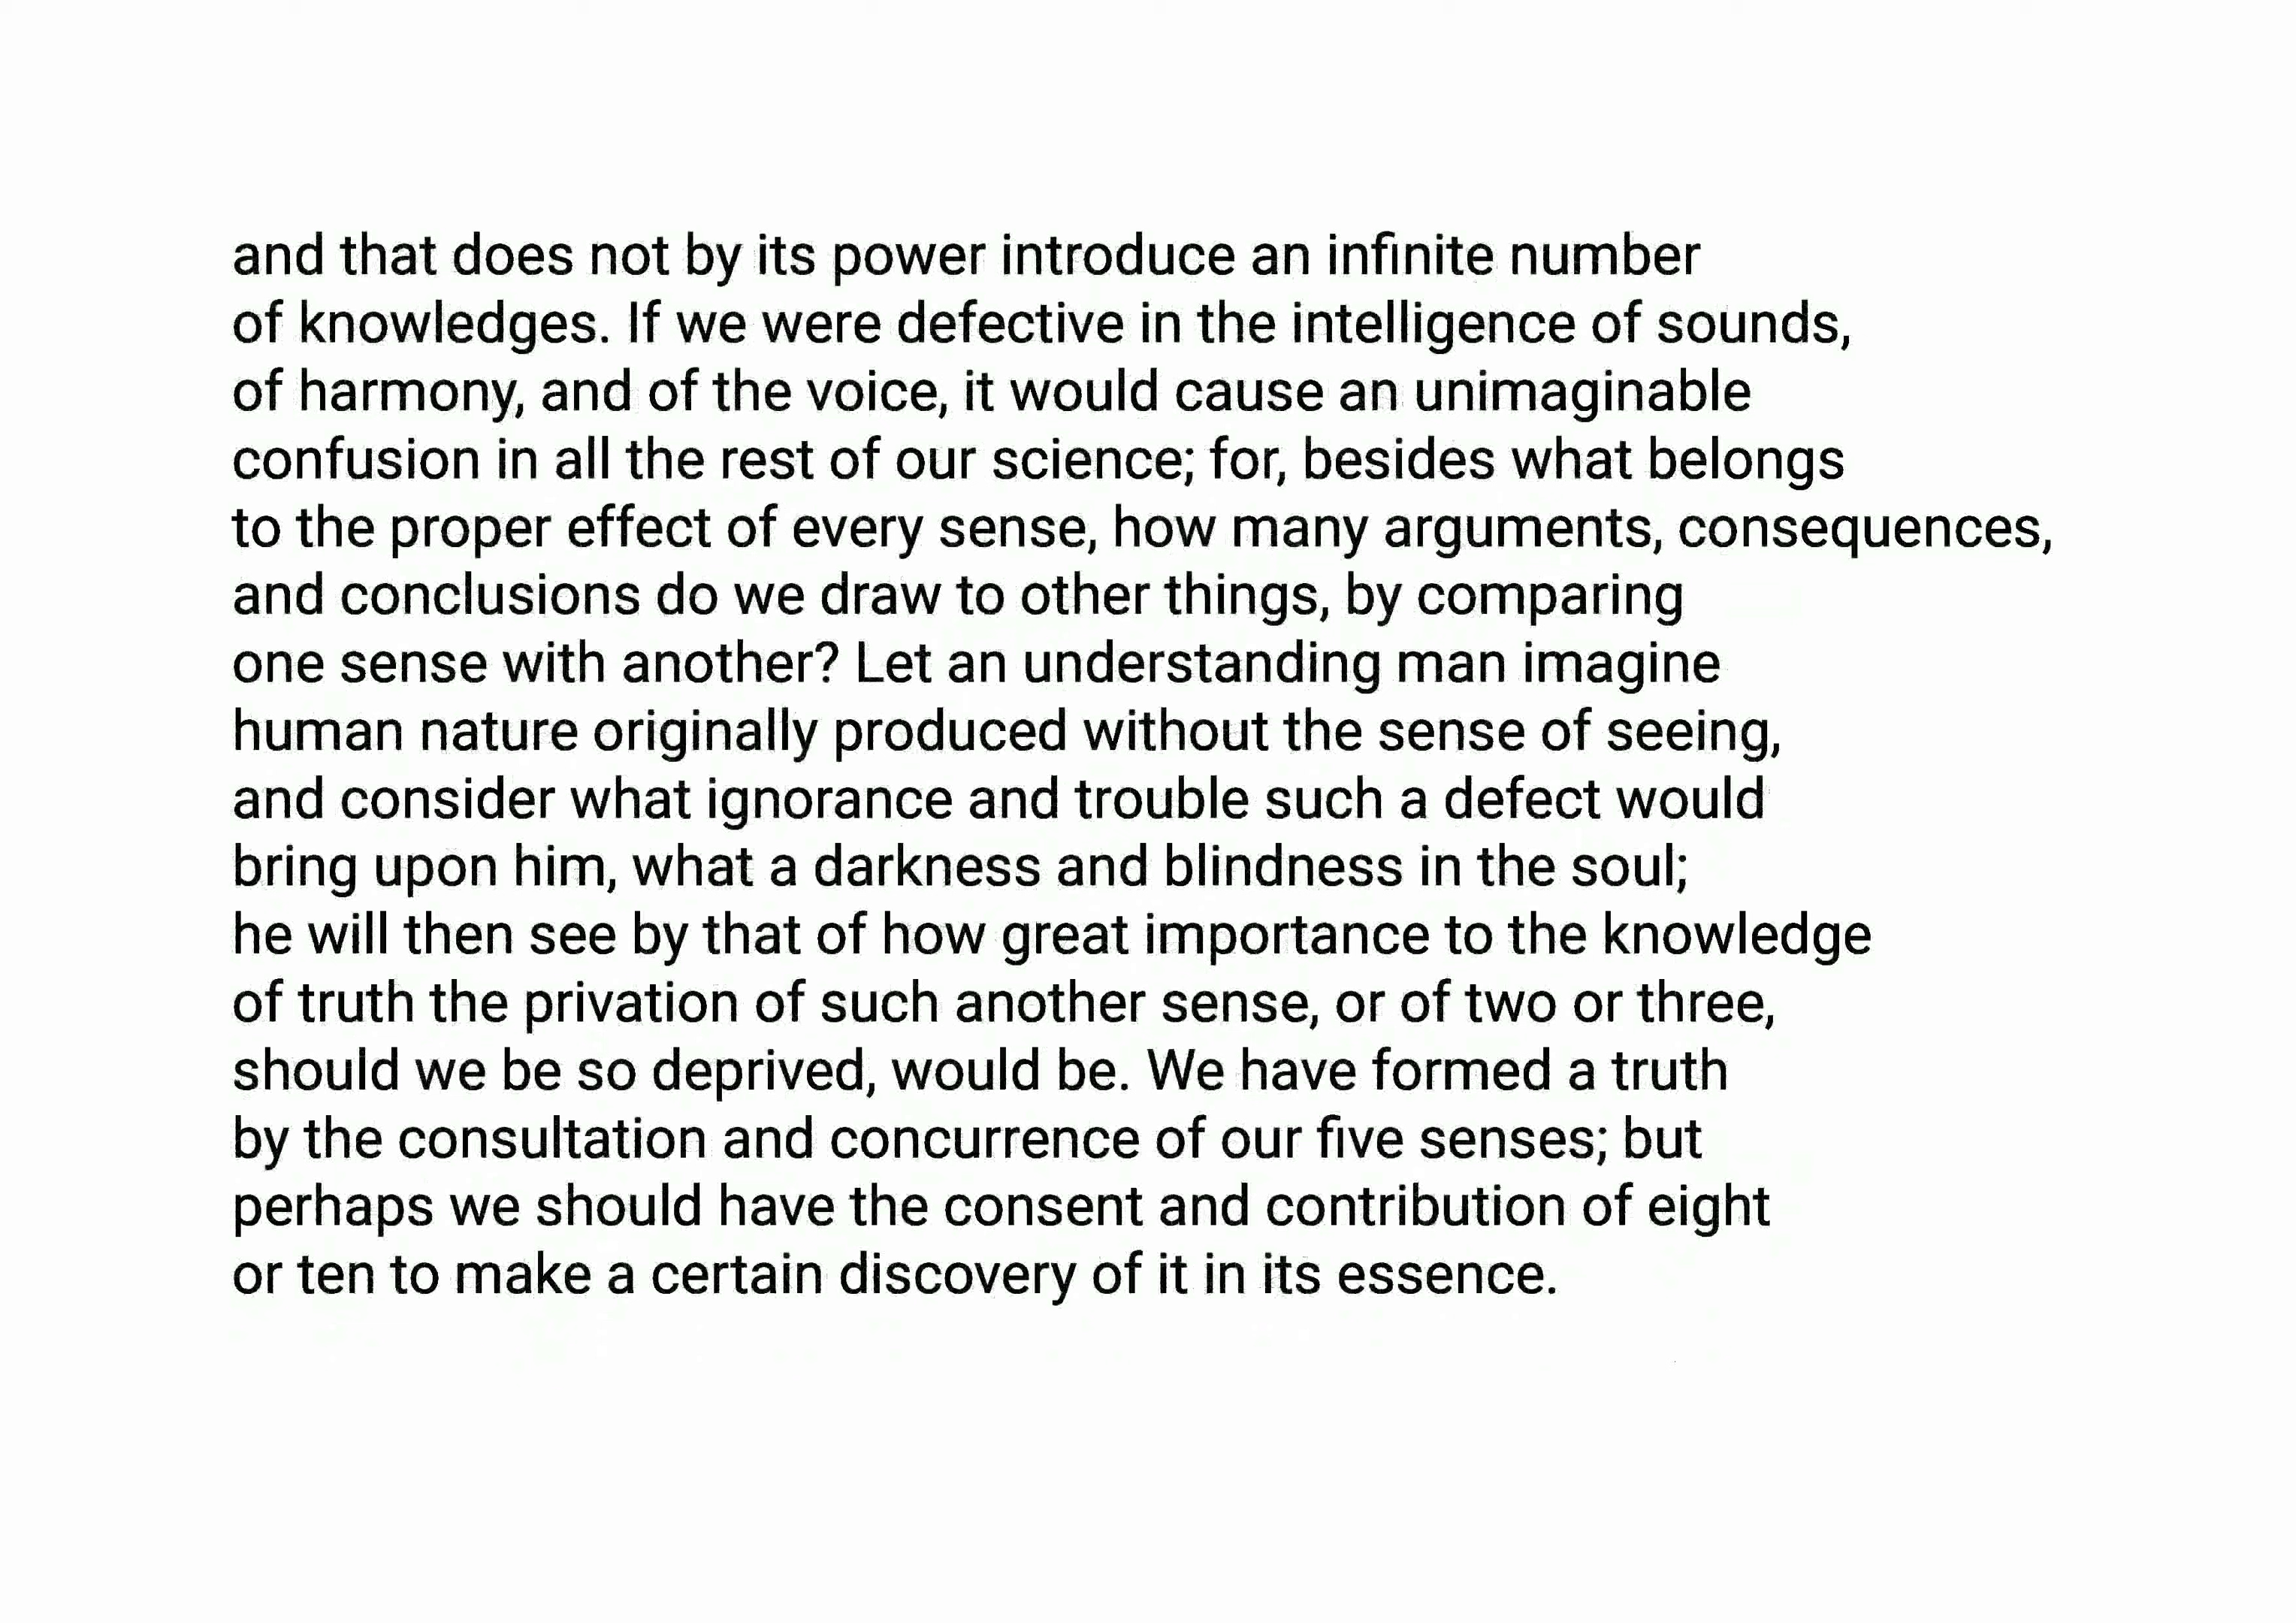 and that does not by its power introduce an infinite number
of knowledges. If we were defective in the intelligence of sounds,
of harmony, and of the voice, it would cause an unimaginable
confusion in all the rest of our science; for, besides what belongs
to the proper effect of every sense, how many arguments, consequences,
and conclusions do we draw to other things, by comparing
one sense with another? Let an understanding man imagine
human nature originally produced without the sense of seeing,
and consider what ignorance and trouble such a defect would
bring upon him, what a darkness and blindness in the soul;
he will then see by that of how great importance to the knowledge
of truth the privation of such another sense, or of two or three,
should we be so deprived, would be. We have formed a truth
by the consultation and concurrence of our five senses; but
perhaps we should have the consent and contribution of eight
or ten to make a certain discovery of it in its essence.